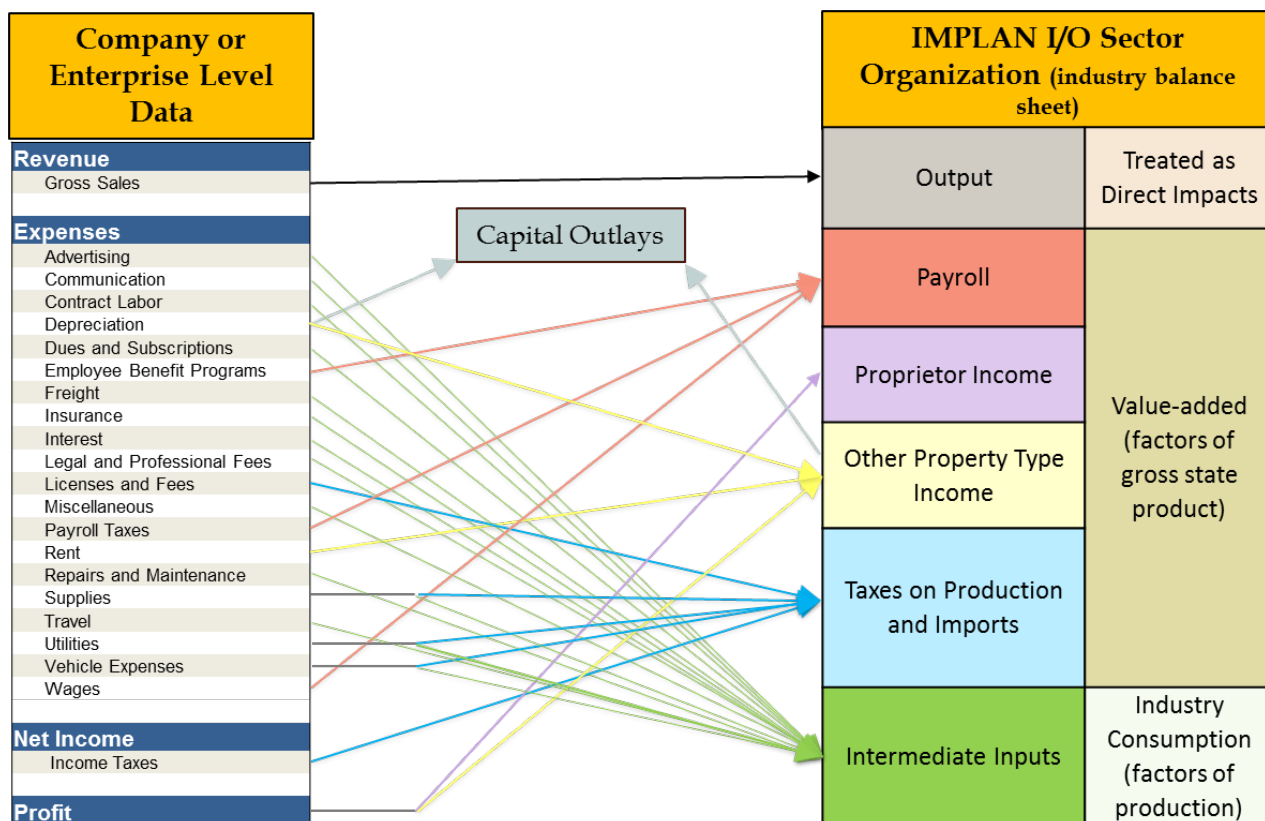 Company or
Enterprise Level
Data
Revenue
Gross Sales
Expenses
Advertising
Communication
Contract Labor
Depreciation
Dues and Subscriptions
Employee Benefit Programs
Freight
Insurance
Interest
Legal and Professional Fees
Licenses and Fees
Miscellaneous
Payroll Taxes
Rent
Repairs and Maintenance
Supplies
Travel
Utilities
Vehicle Expenses
Wages
Net Income
Income Taxes
Profit
Capital Outlays
IMPLAN I/O Sector
Organization (industry balance
sheet)
Output
Treated as
Direct Impacts
Payroll
Proprietor Income
Other Property Type
Income
Taxes on Production
and Imports
Value-added
(factors of
gross state
product)
Intermediate Inputs
Industry
Consumption
(factors of
production)